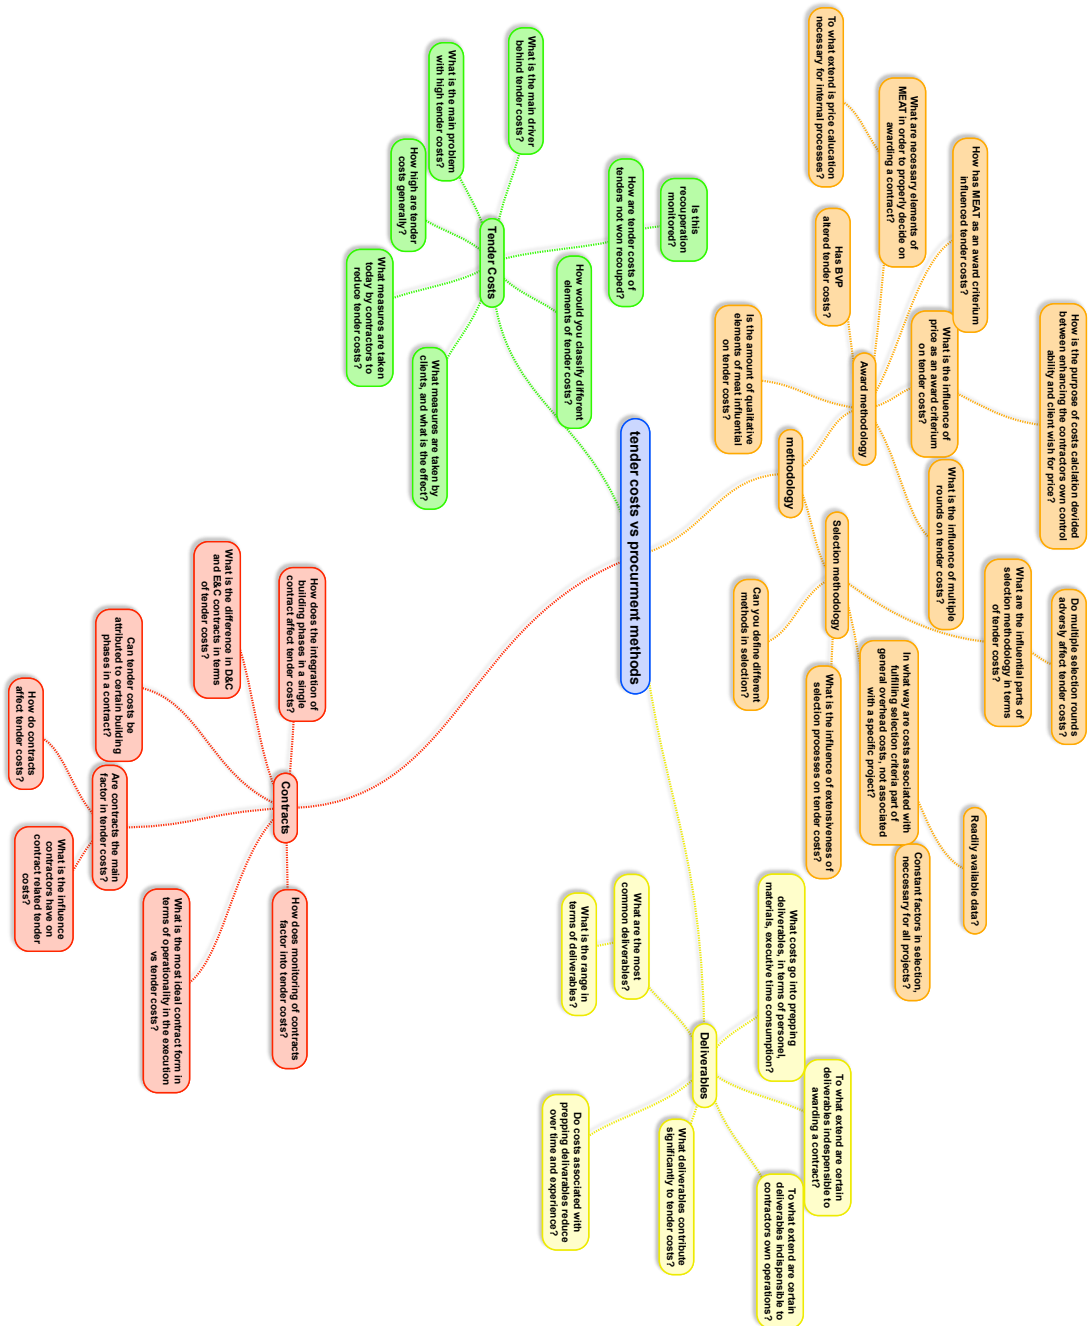 How is the purpose of costs calciation devided
between enhancing the contractors own control
ability and client wish for price?
Do multiple selection rounds
adversly affect tender costs?
How has MEAT as an award criterium
influenced tender costs?
What are the influential parts of
selection methodology in terms
of tender costs?
Readily available data?
What are necessary elements of
MEAT in order to properly decide on
awarding a contract?
What is the influence of
price as an award criterium
on tender costs?
What is the influence of multiple
rounds on tender costs?
In what way are costs associated with
fulfilling selection criteria part of
general overhead costs, not associated
with a specific project?
Constant factors in selection,
neccessary for all projects?
To what extend is price calucation
necessary for internal processes?
Has BVP
altered tender costs?
Award methodology
Selection methodology
What is the influence of extensiveness of
selection processes on tender costs?
To what extend are certain
deliverables indespensible to
awarding a contract?
Is the amount of qualitative
elements of meat influential
on tender costs?
methodology
Can you define different
methods in selection?
What costs go into prepping
deliverables, in terms of personel,
materials, executive time consumption?
To what extend are certain
deliverables indispensible to
contractors own operations?
Is this
recouperation
monitored?
How are tender costs of
tenders not won recouped?
tender costs vs procurment methods
Deliverables
What deliverables contribute
significantly to tender costs?
What is the main driver
behind tender costs?
How would you classify different
elements of tender costs?
What are the most
common deliverables?
What is the range in
terms of deliverables?
Do costs associated with
prepping delivarables reduce
over time and experience?
What is the main problem
with high tender costs?
Tender Costs
How high are tender
costs generally?
What measures are taken by
clients, and what is the effect?
What measures are taken
today by contractors to
reduce tender costs?
How does the integration of
building phases in a single
contract affect tender costs?
Contracts
How does monitoring of contracts
factor into tender costs?
What is the difference in D&C
and E&C contracts in terms
of tender costs?
What is the most ideal contract form in
terms of operationality in the execution
vs tender costs?
Can tender costs be
attributed to certain building
phases in a contract?
Are contracts the main
factor in tender costs?
How do contracts
affect tender costs?
What is the influence
contractors have on
contract related tender
costs?